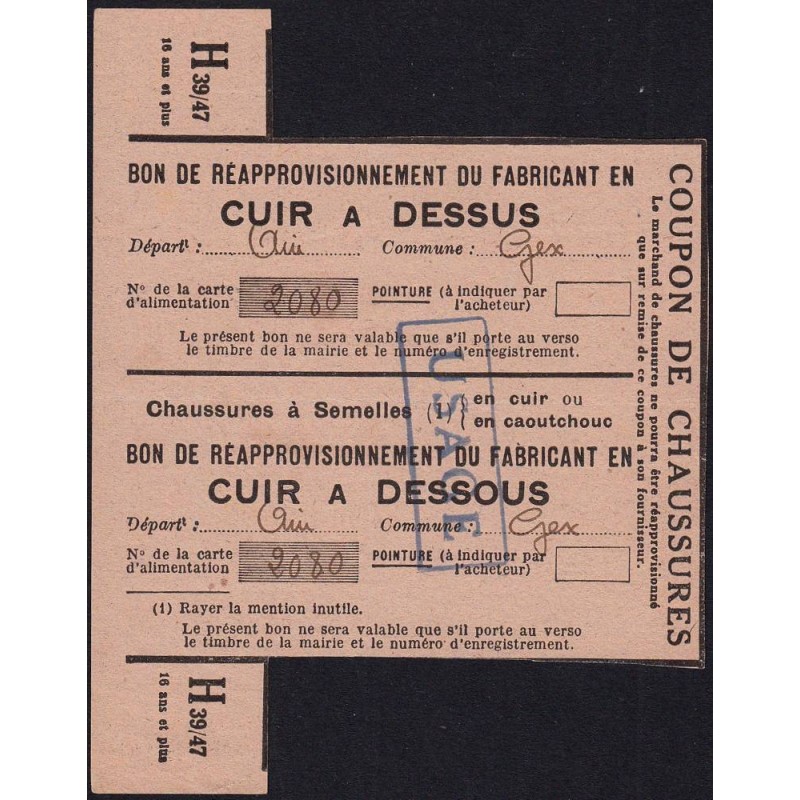 H 39/47
16 ans et plus
BON DE RÉAPPROVISIONNEMENT DU FABRICANT EN
CUIR A DESSUS
Départt : Ain Commune : Gex
No de la carte
d'alimentation 2080 POINTURE (à indiquer par
l'acheteur)
Le présent bon ne sera valable que s'il porte au verso
le timbre de la mairie et le numéro d'enregistrement.
Chaussures à Semelles (1) { en cuir ou
en caoutchouc
BON DE RÉAPPROVISIONNEMENT DU FABRICANT EN
CUIR A DESSOUS
Départt : Ain Commune : Gex
No de la carte
d'alimentation 2080 POINTURE (à indiquer par
l'acheteur)
(1) Rayer la mention inutile.
Le présent bon ne sera valable que s'il porte au verso
le timbre de la mairie et le numéro d'enregistrement.
H 39/47
16 ans et plus
COUPON DE CHAUSSURES
Le marchand de chaussures ne pourra être réapprovisionné
que sur remise de ce coupon à son fournisseur.
USAGE